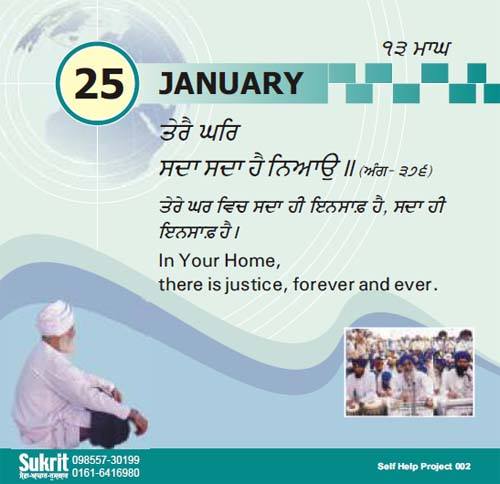 ੧੩ ਮਾਘ
25 JANUARY
ਤੇਰੈ ਘਰਿ
ਸਦਾ ਸਦਾ ਹੈ ਨਿਆਉ ॥ (ਅੰਗ- ੩੭੬)
ਤੇਰੇ ਘਰ ਵਿਚ ਸਦਾ ਹੀ ਇਨਸਾਫ਼ ਹੈ, ਸਦਾ ਹੀ
ਇਨਸਾਫ਼ ਹੈ।
In Your Home,
there is justice, forever and ever.
Sukrit 098557-30199
0161-6416980
Self Help Project 002